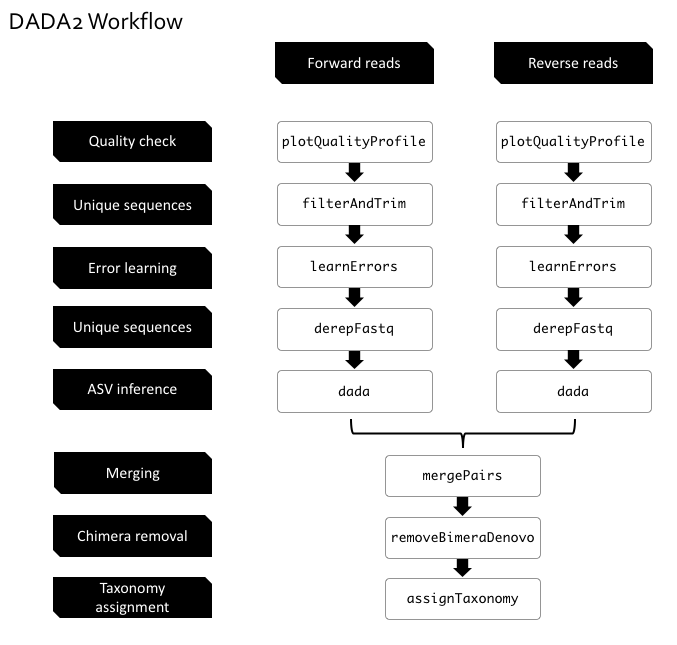 DADA2 Workflow
Forward reads Reverse reads
Quality check plotQualityProfile plotQualityProfile
Unique sequences filterAndTrim filterAndTrim
Error learning learnErrors learnErrors
Unique sequences derepFastq derepFastq
ASV inference dada dada
Merging mergePairs
Chimera removal removeBimeraDenovo
Taxonomy
assignment assignTaxonomy